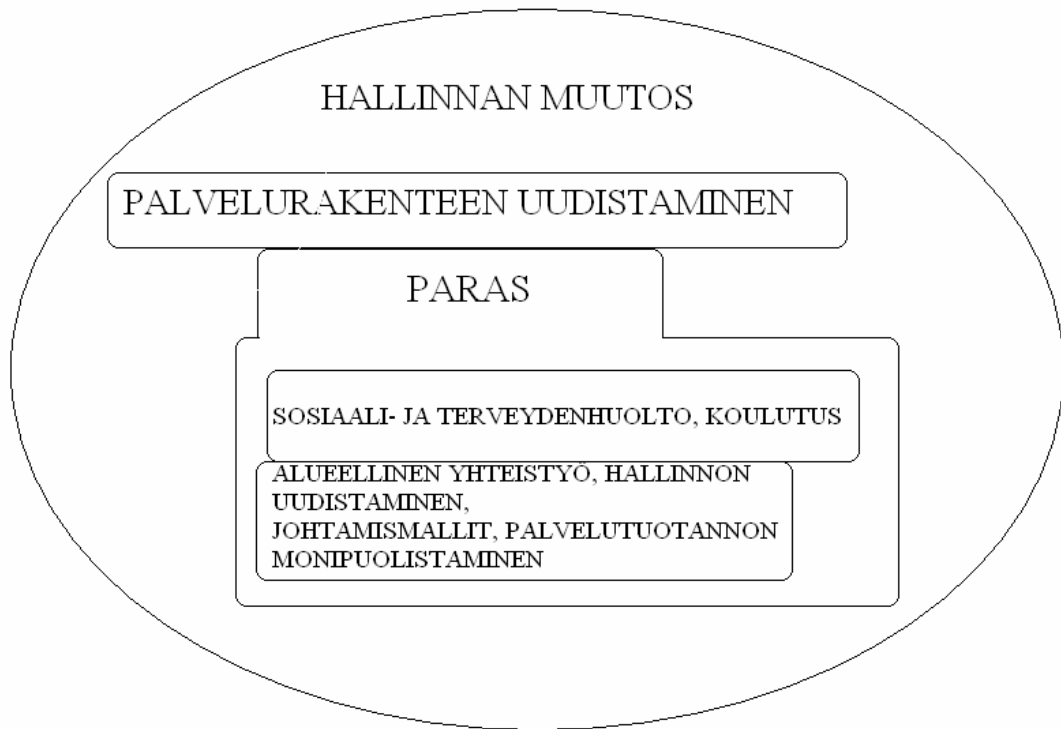 HALLINNAN MUUTOS
PALVELURAKENTEEN UUDISTAMINEN
PARAS
SOSIAALI- JA TERVEYDENHUOLTO, KOULUTUS
ALUEELLINEN YHTEISTYÖ, HALLINNON
UUDISTAMINEN,
JOHTAMISMALLIT, PALVELUTUOTANNON
MONIPUOLISTAMINEN